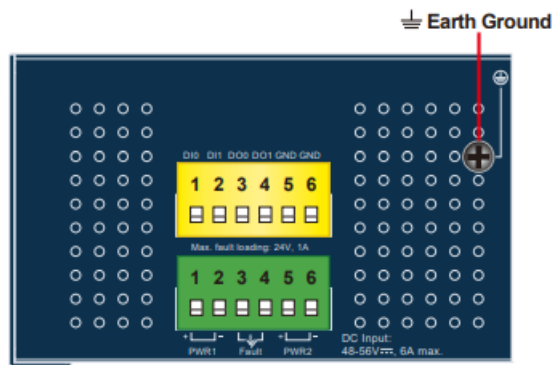 Earth Ground
DI0 DI1 DO0 DO1 GND GND
1 2 3 4 5 6
Max. fault loading: 24V, 1A
1 2 3 4 5 6
+ - + -
PWR1 Fault PWR2
DC Input:
48-56V⎓, 6A max.